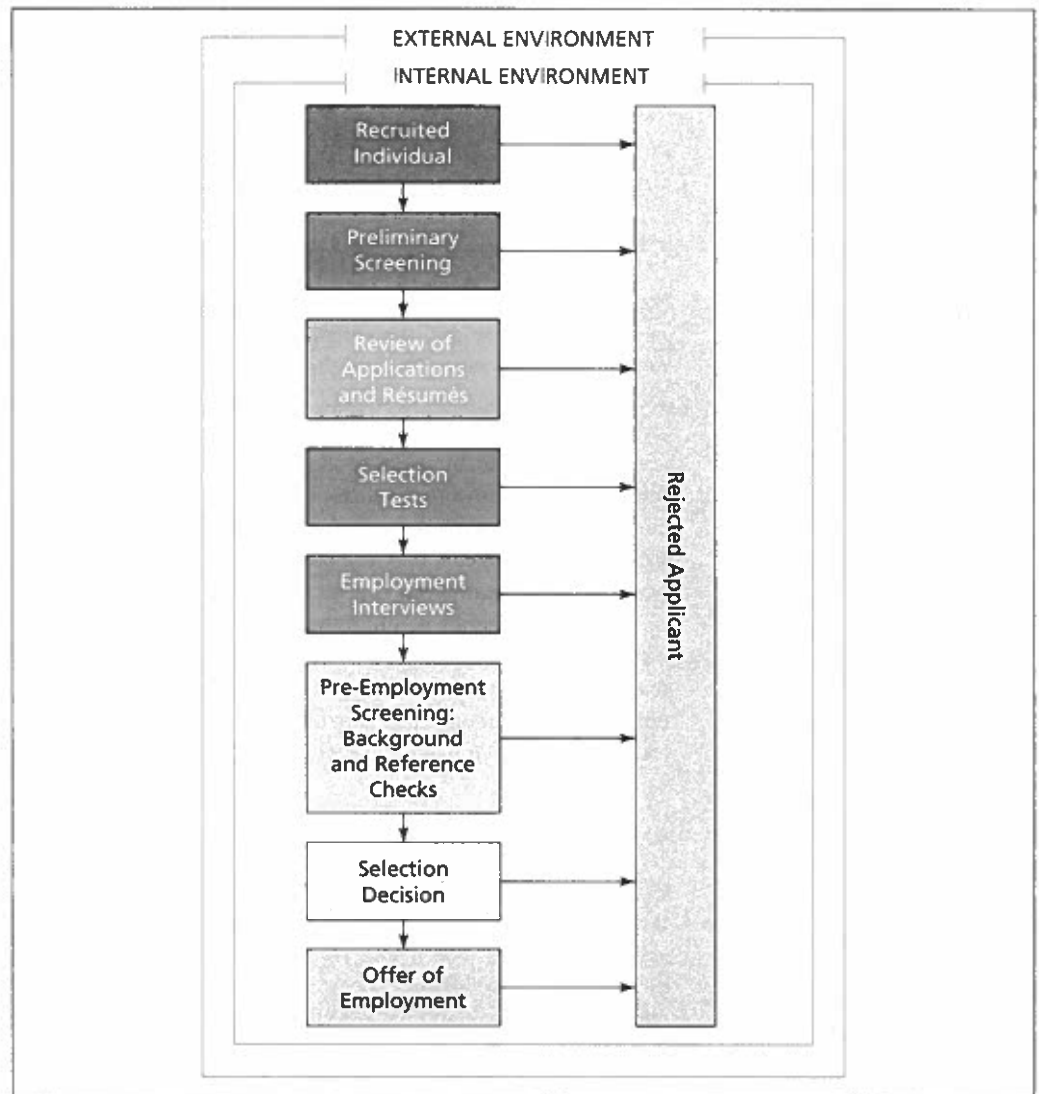 EXTERNAL ENVIRONMENT
INTERNAL ENVIRONMENT
Recruited
Individual
Preliminary
Screening
Review of
Applications
and Résumés
Selection
Tests
Employment
Interviews
Pre-Employment
Screening:
Background
and Reference
Checks
Selection
Decision
Offer of
Employment
Rejected Applicant